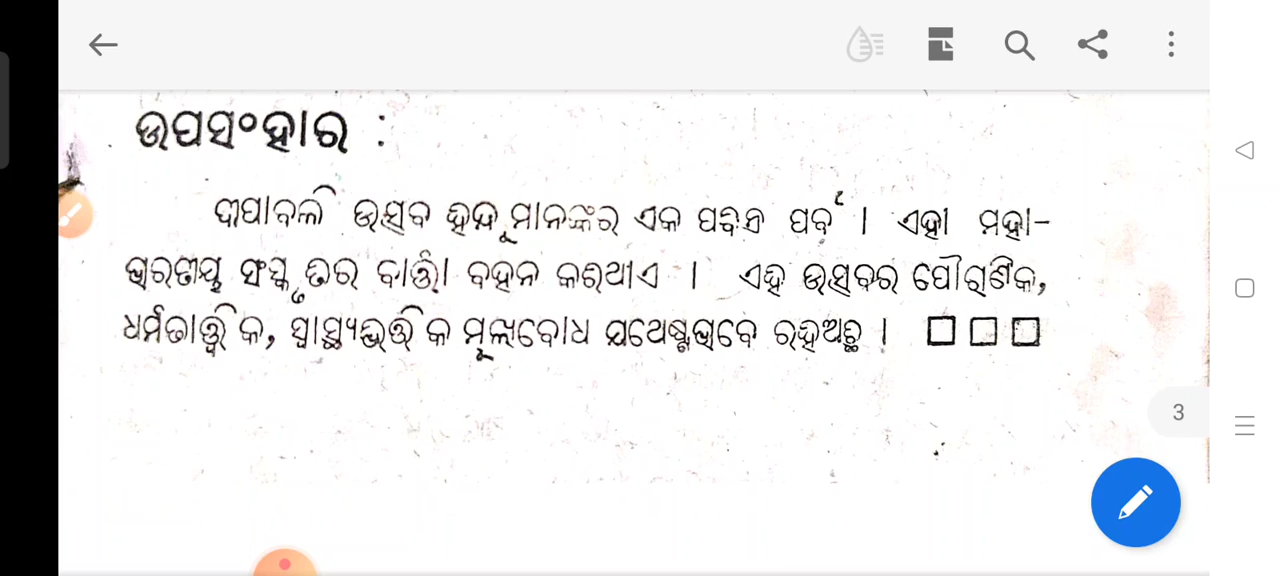 ଉପସଂହାର :
ଦୀପାବଳି ଉତ୍ସବ ହିନ୍ଦୁମାନଙ୍କର ଏକ ପବିତ୍ର ପର୍ବ । ଏହା ମହା-
ଭାରତୀୟ ସଂସ୍କୃତିର ବାର୍ତ୍ତା ବହନ କରିଥାଏ । ଏହି ଉତ୍ସବର ପୌରାଣିକ,
ଧର୍ମତାତ୍ତ୍ୱିକ, ସ୍ୱାସ୍ଥ୍ୟଭିତ୍ତିକ ମୂଲ୍ୟବୋଧ ଯଥେଷ୍ଟଭାବେ ରହିଅଛି । □ □ □
3